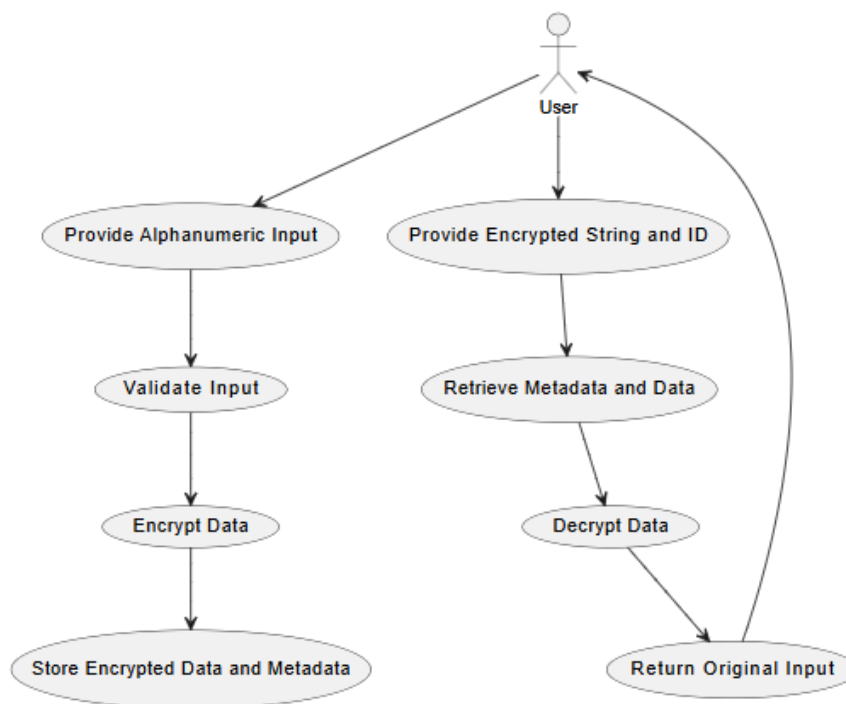 User
Provide Alphanumeric Input
Provide Encrypted String and ID
Validate Input
Retrieve Metadata and Data
Encrypt Data
Decrypt Data
Store Encrypted Data and Metadata
Return Original Input